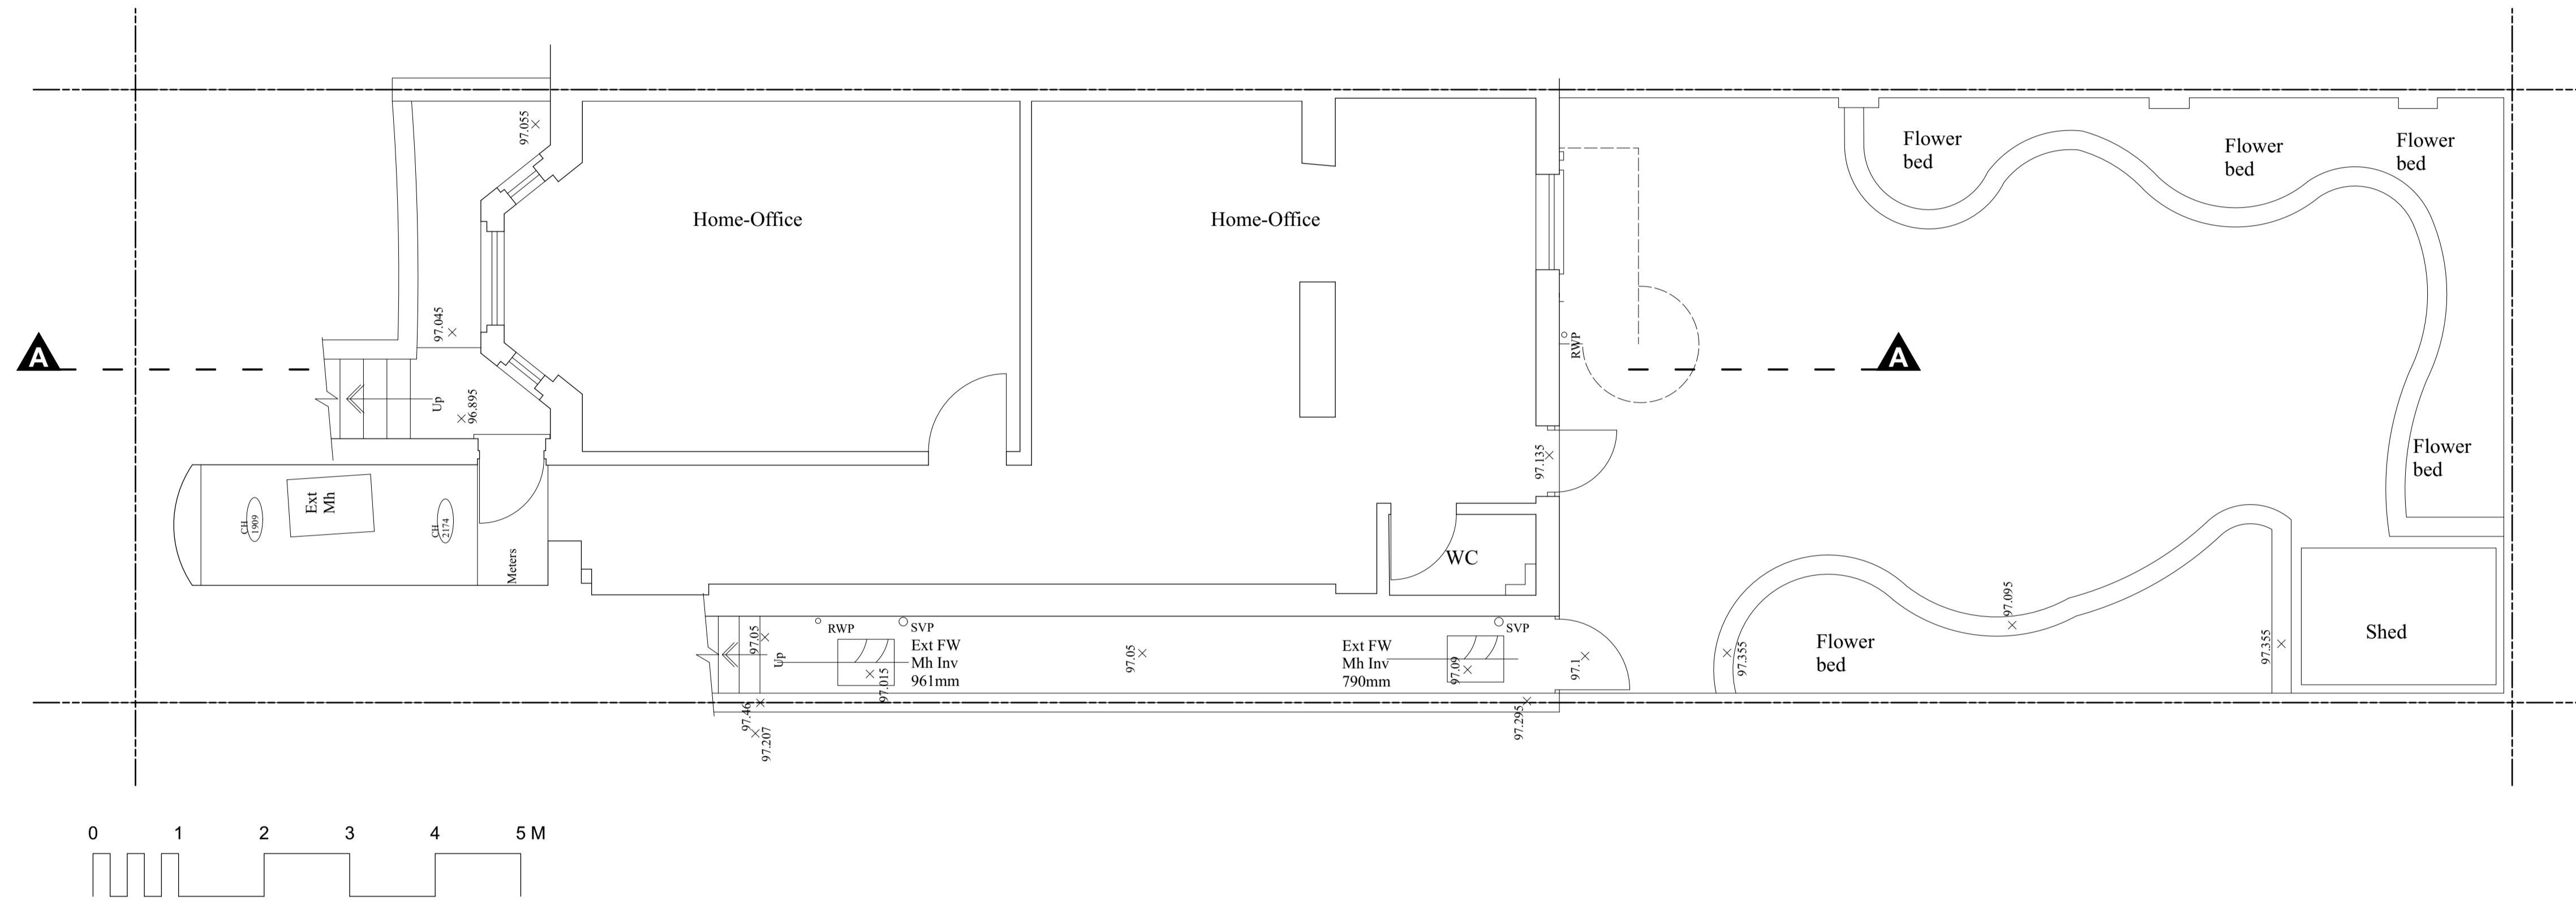 97.055
Flower
bed
Flower
bed
Flower
bed
Home-Office
Home-Office
97.045
RWP
A
A
Up
96.895
97.135
Flower
bed
Ext
Mh
CH
1909
CH
2174
Meters
WC
97.095
RWP
SVP
SVP
97.05
Up
Ext FW
Mh Inv
961mm
97.015
97.05
Ext FW
Mh Inv
790mm
97.09
97.1
97.355
Flower
bed
97.355
Shed
97.46
97.207
97.295
0 1 2 3 4 5 M